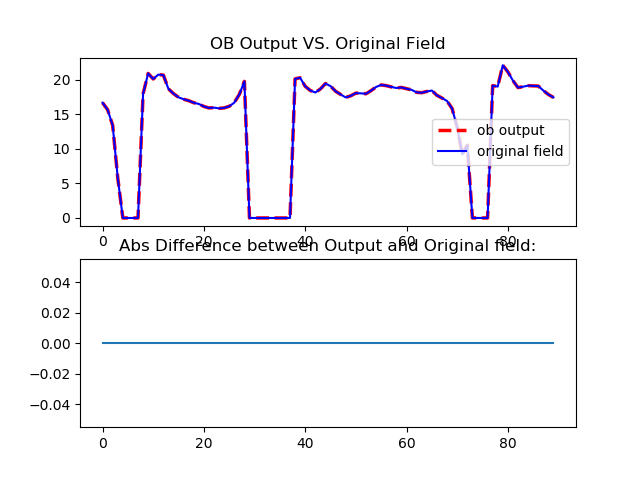 OB Output VS. Original Field
20
15
10
5
0
ob output
original field
0 20 40 60 80
Abs Difference between Output and Original field:
0.04
0.02
0.00
−0.02
−0.04
0 20 40 60 80